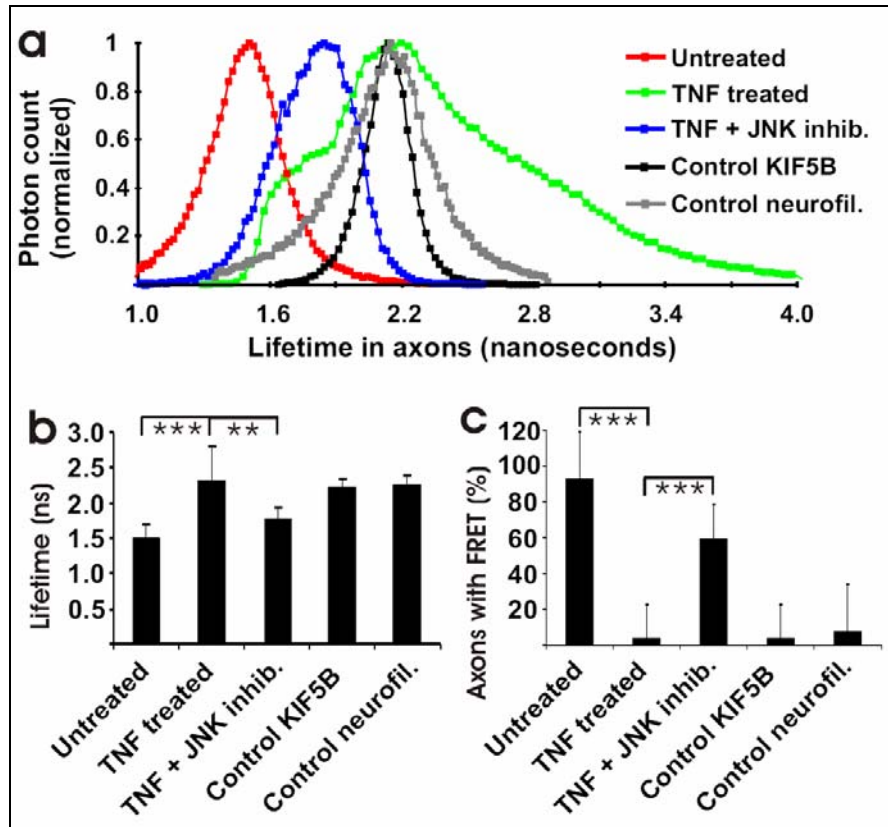 a
Photon count
(normalized)
1
0.8
0.6
0.4
0.2
Untreated
TNF treated
TNF + JNK inhib.
Control KIF5B
Control neurofil.
1.0 1.6 2.2 2.8 3.4 4.0
Lifetime in axons (nanoseconds)
b
Lifetime (ns)
3.0
2.5
2.0
1.5
1.0
0.5
*** **
Untreated
TNF treated
TNF + JNK inhib.
Control KIF5B
Control neurofil.
c
Axons with FRET (%)
120
100
80
60
40
20
***
***
Untreated
TNF treated
TNF + JNK inhib.
Control KIF5B
Control neurofil.